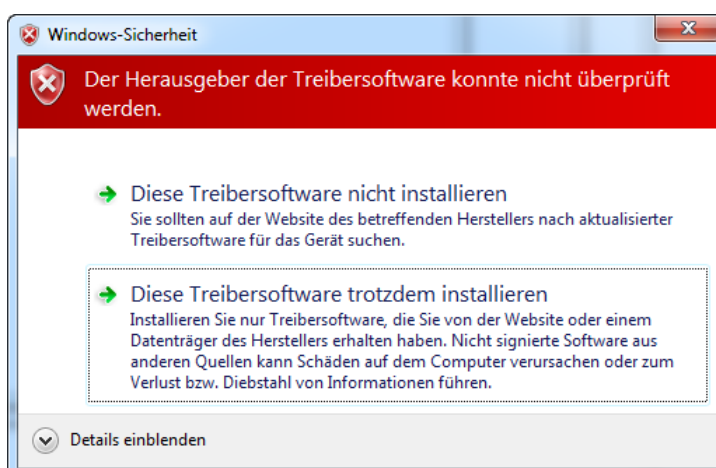 Windows-Sicherheit
Der Herausgeber der Treibersoftware konnte nicht überprüft
werden.
Diese Treibersoftware nicht installieren
Sie sollten auf der Website des betreffenden Herstellers nach aktualisierter
Treibersoftware für das Gerät suchen.
Diese Treibersoftware trotzdem installieren
Installieren Sie nur Treibersoftware, die Sie von der Website oder einem
Datenträger des Herstellers erhalten haben. Nicht signierte Software aus
anderen Quellen kann Schäden auf dem Computer verursachen oder zum
Verlust bzw. Diebstahl von Informationen führen.
Details einblenden